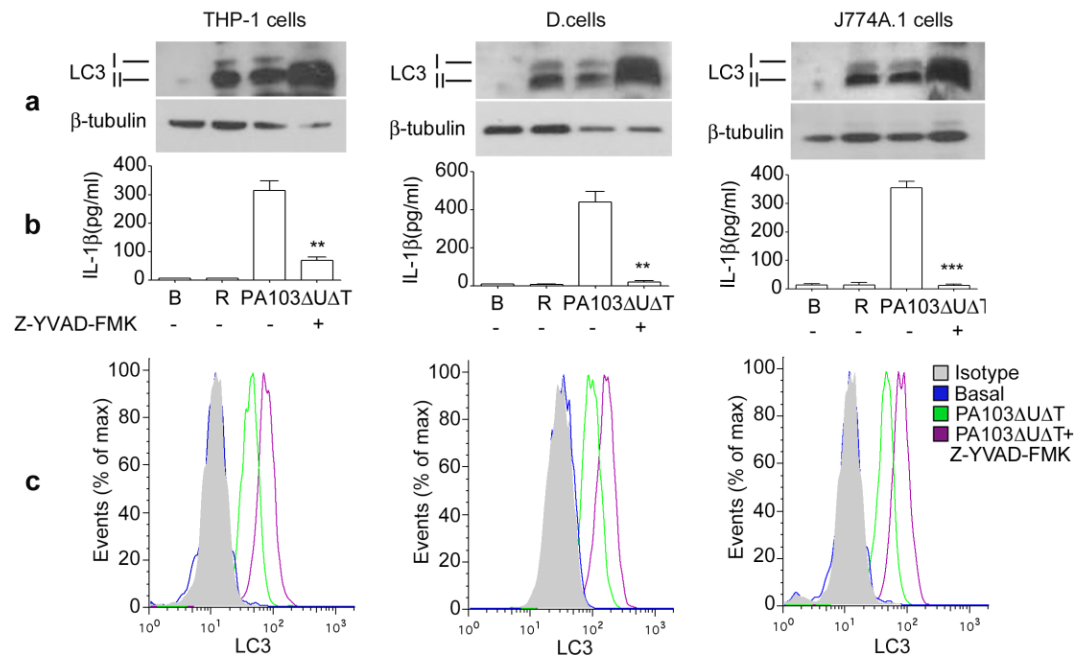 THP-1 cells D.cells J774A.1 cells
a
LC3 I II LC3 I II LC3 I II
β-tubulin β-tubulin β-tubulin
b
IL-1β(pg/ml) 400 300 200 100 0
IL-1β(pg/ml) 600 400 200 0
IL-1β(pg/ml) 400 300 200 100 0
** ** ***
B R PA103ΔUΔT B R PA103ΔUΔT B R PA103ΔUΔT
Z-YVAD-FMK - - - + - - - + - - - +
c
Events (% of max) 100 80 60 40 20 0
Events (% of max) 100 80 60 40 20 0
Events (% of max) 100 80 60 40 20 0
10⁰ 10¹ 10² 10³ 10⁰ 10¹ 10² 10³ 10⁰ 10¹ 10² 10³
LC3 LC3 LC3
Isotype
Basal
PA103ΔUΔT
PA103ΔUΔT+
Z-YVAD-FMK